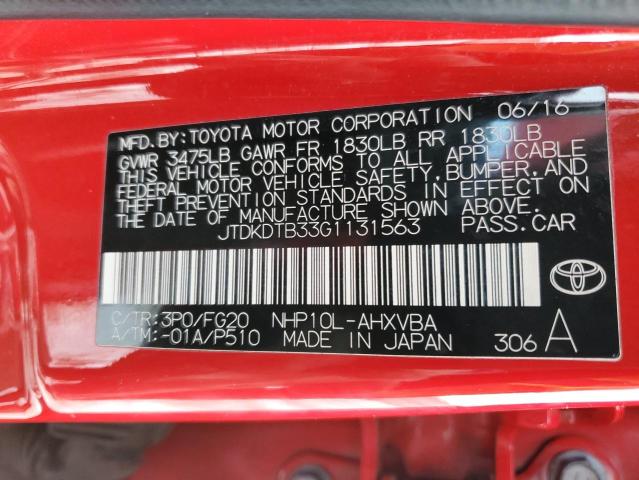 MFD.BY:TOYOTA MOTOR CORPORATION 06/16
GVWR 3475LB GAWR FR 1830LB RR 1830LB
THIS VEHICLE CONFORMS TO ALL APPLICABLE
FEDERAL MOTOR VEHICLE SAFETY,BUMPER,AND
THEFT PREVENTION STANDARDS IN EFFECT ON
THE DATE OF MANUFACTURE SHOWN ABOVE.
JTDKDTB33G1131563 PASS.CAR
C/TR:3P0/FG20 NHP10L-AHXVBA
A/TM:-01A/P510 MADE IN JAPAN 306 A